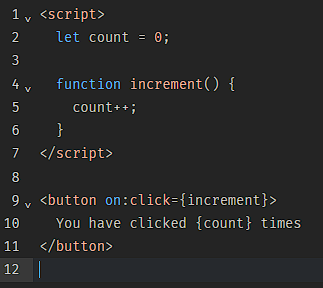 1 <script>
2   let count = 0;
3
4   function increment() {
5     count++;
6   }
7 </script>
8
9 <button on:click={increment}>
10   You have clicked {count} times
11 </button>
12